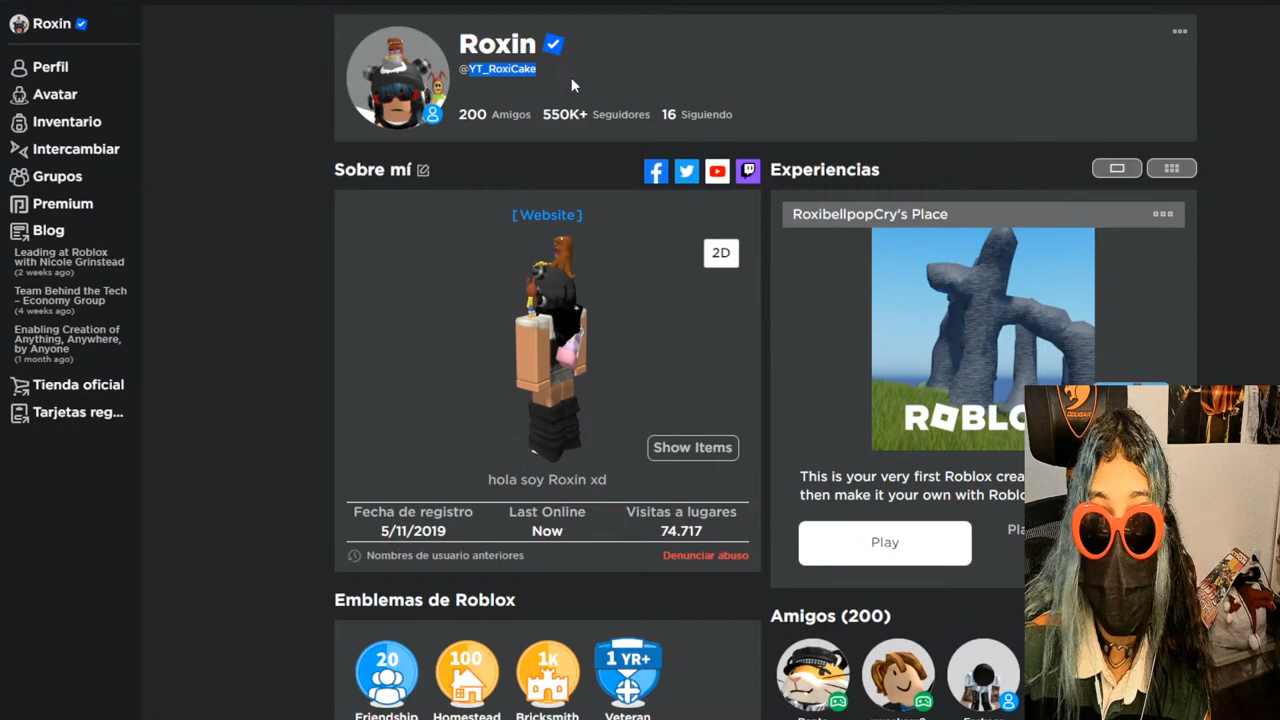 Roxin
Perfil
Avatar
Inventario
Intercambiar
Grupos
Premium
Blog
Leading at Roblox
with Nicole Grinstead
(2 weeks ago)
Team Behind the Tech
– Economy Group
(4 weeks ago)
Enabling Creation of
Anything, Anywhere,
by Anyone
(1 month ago)
Tienda oficial
Tarjetas reg...
Roxin
@YT_RoxiCake
200 Amigos 550K+ Seguidores 16 Siguiendo
Sobre mí
[Website]
2D
Show Items
hola soy Roxin xd
Fecha de registro Last Online Visitas a lugares
5/11/2019 Now 74.717
Nombres de usuario anteriores Denunciar abuso
Emblemas de Roblox
20 100 1K 1 YR+
Friendship Homestead Bricksmith Veteran
Experiencias
RoxibellpopCry's Place
ROBLO
This is your very first Roblox crea
then make it your own with Roblo
Play Pla
Amigos (200)
COUGAR